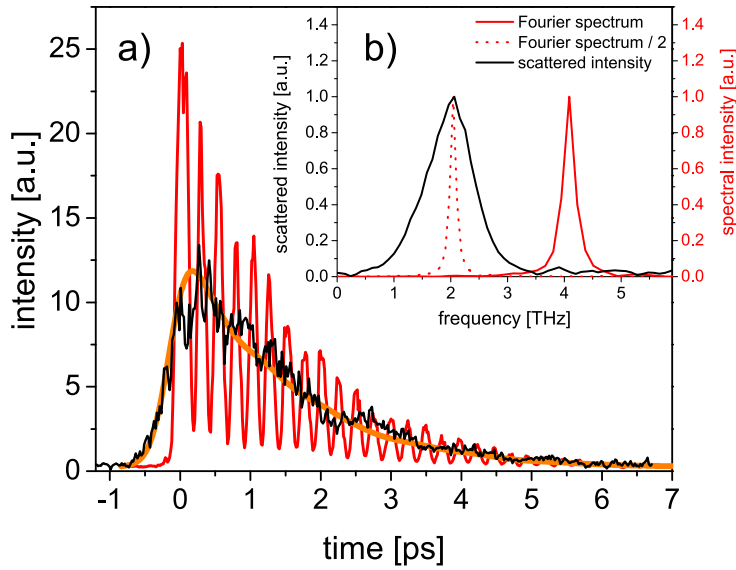 a)
b)
Fourier spectrum
Fourier spectrum / 2
scattered intensity
intensity [a.u.]
25
20
15
10
5
0
-1 0 1 2 3 4 5 6 7
time [ps]
scattered intensity [a.u.]
1.4
1.2
1.0
0.8
0.6
0.4
0.2
0.0
0 1 2 3 4 5
frequency [THz]
spectral intensity [a.u.]
1.4
1.2
1.0
0.8
0.6
0.4
0.2
0.0